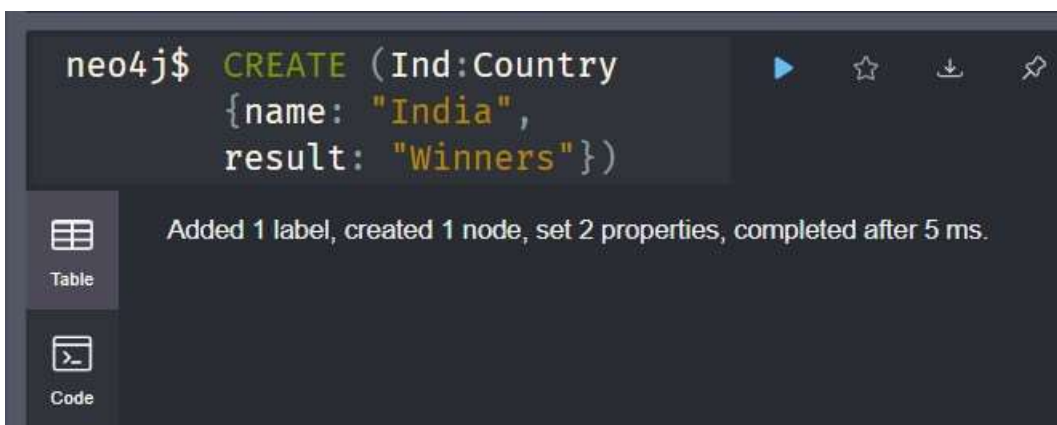 neo4j$ CREATE (Ind:Country
{name: "India",
result: "Winners"})
Added 1 label, created 1 node, set 2 properties, completed after 5 ms.
Table
>_
Code